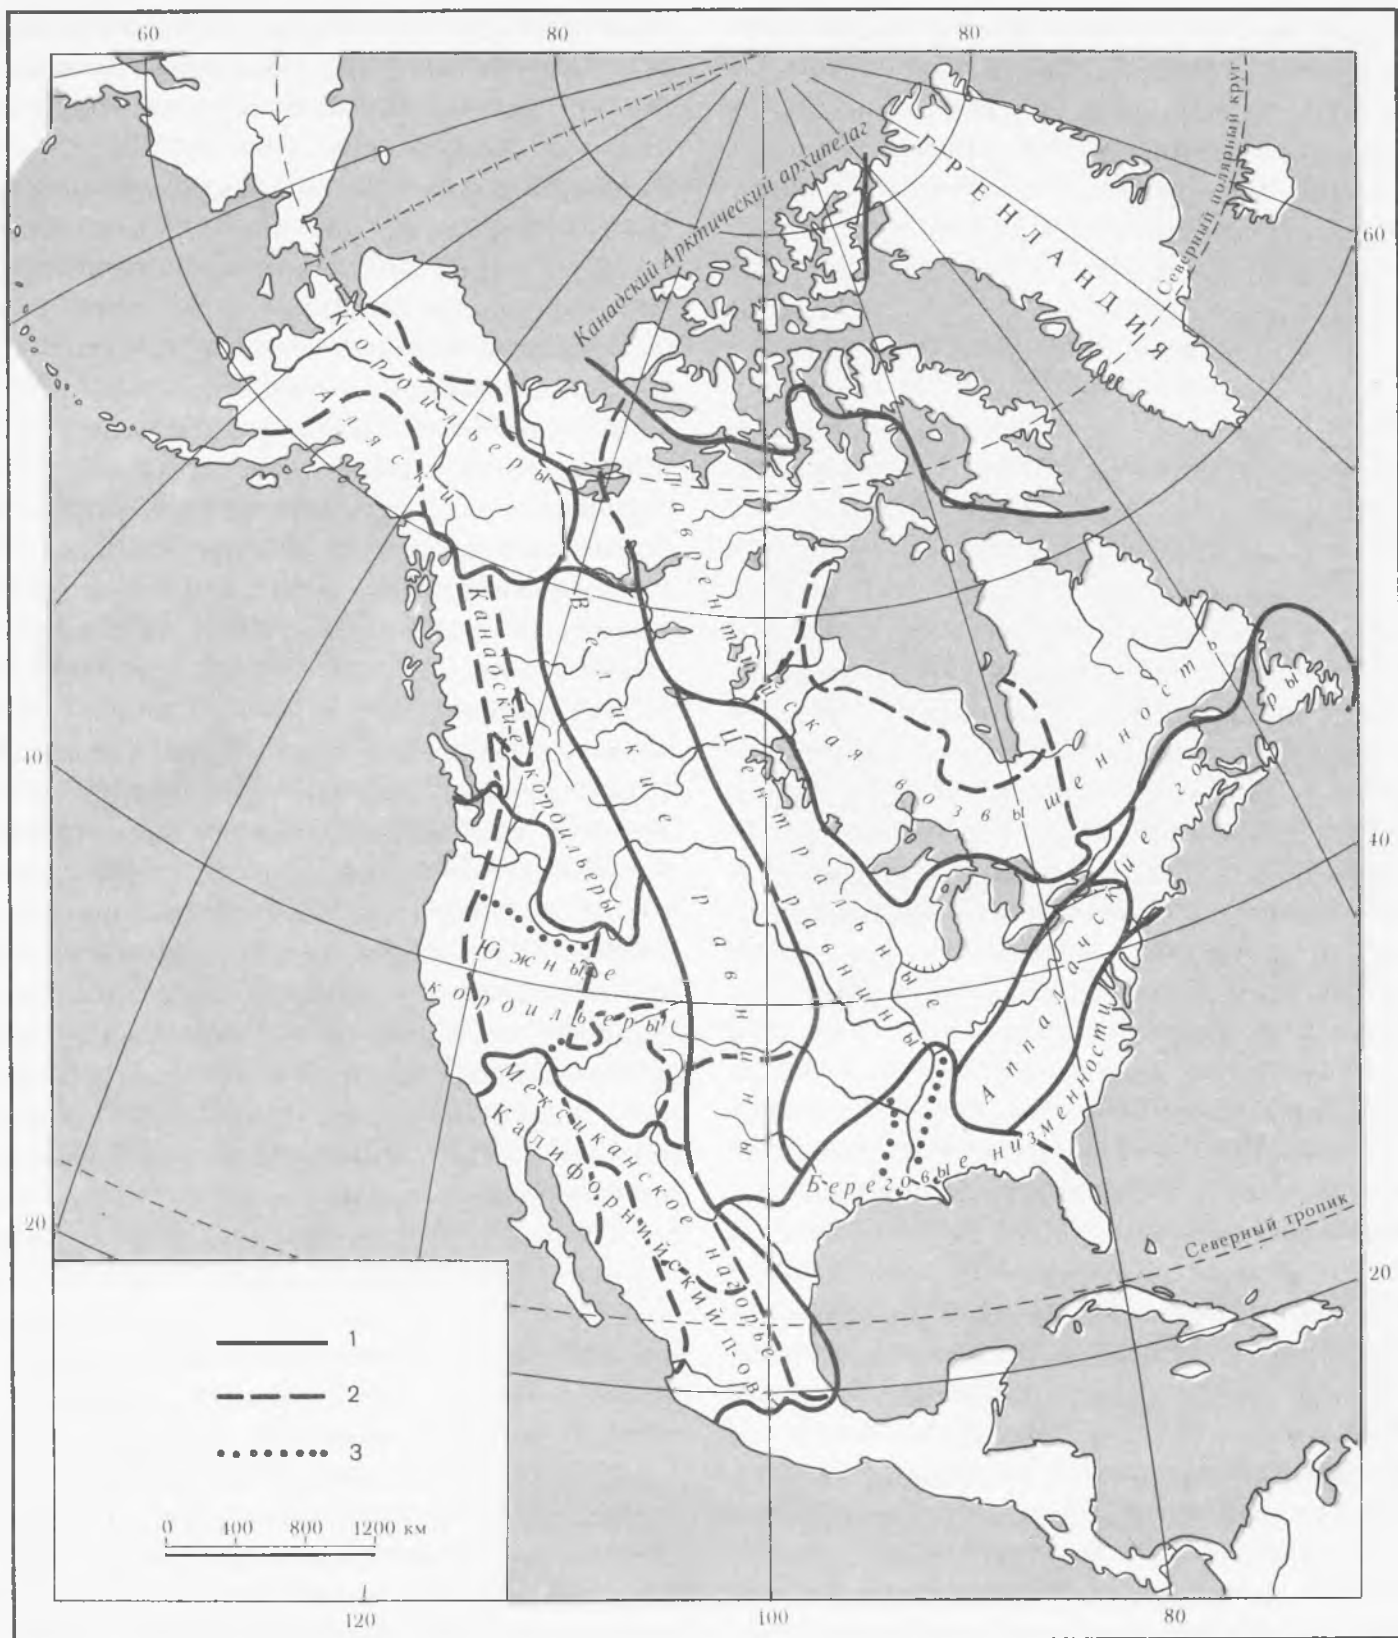 60
80
80
Северный полярный круг
Канадский Арктический архипелаг
ГРЕНЛАНДИЯ
60
Кордильеры
Аляски
Лаврентийская возвышенность
Канадские кордильеры
Великие равнины
Центральные равнины
40
40
Южные
кордильеры
Аппалачские горы
Аппалачи
Береговые низменности
Мексиканское нагорье
Калифорнийский п-ов
Северный тропик
20
20
1
2
3
0 400 800 1200 км
120
100
80